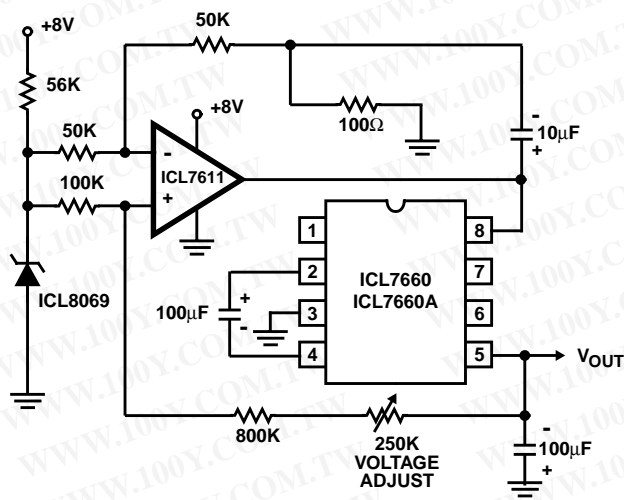 +8V
50K
56K
+8V
100Ω
-
10μF
+
50K
-
ICL7611
100K
+
1
8
2
ICL7660
7
ICL7660A
+
100μF
-
3
6
ICL8069
4
5
VOUT
800K
250K
VOLTAGE
ADJUST
-
100μF
+
WWW.100Y.COM.TW